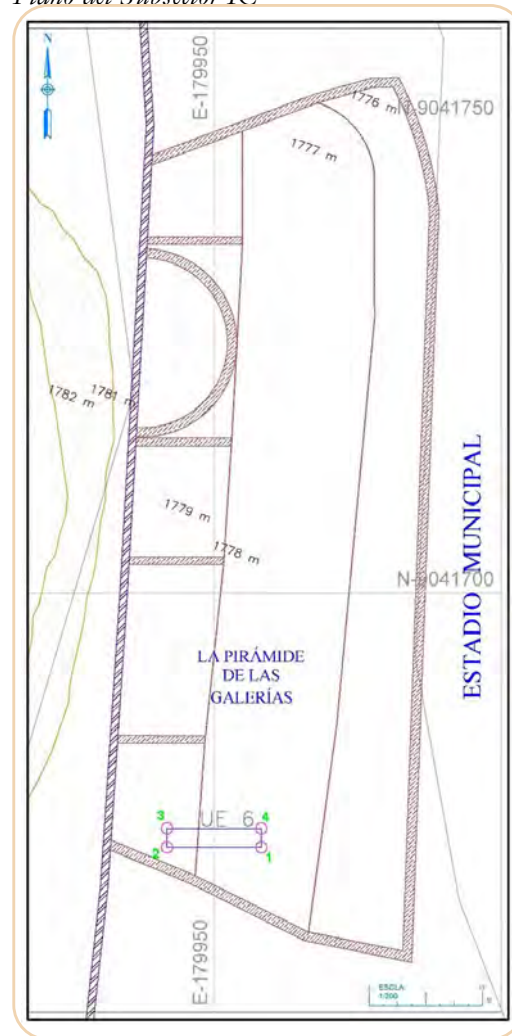 Plano del Subsector IC
N
E-179950
1776 m
N-9041750
1777 m
1782 m
1781 m
1779 m
1778 m
N-9041700
ESTADIO MUNICIPAL
LA PIRÁMIDE
DE LAS
GALERÍAS
3
UE 6
4
2
1
E-179950
ESCALA
1/200